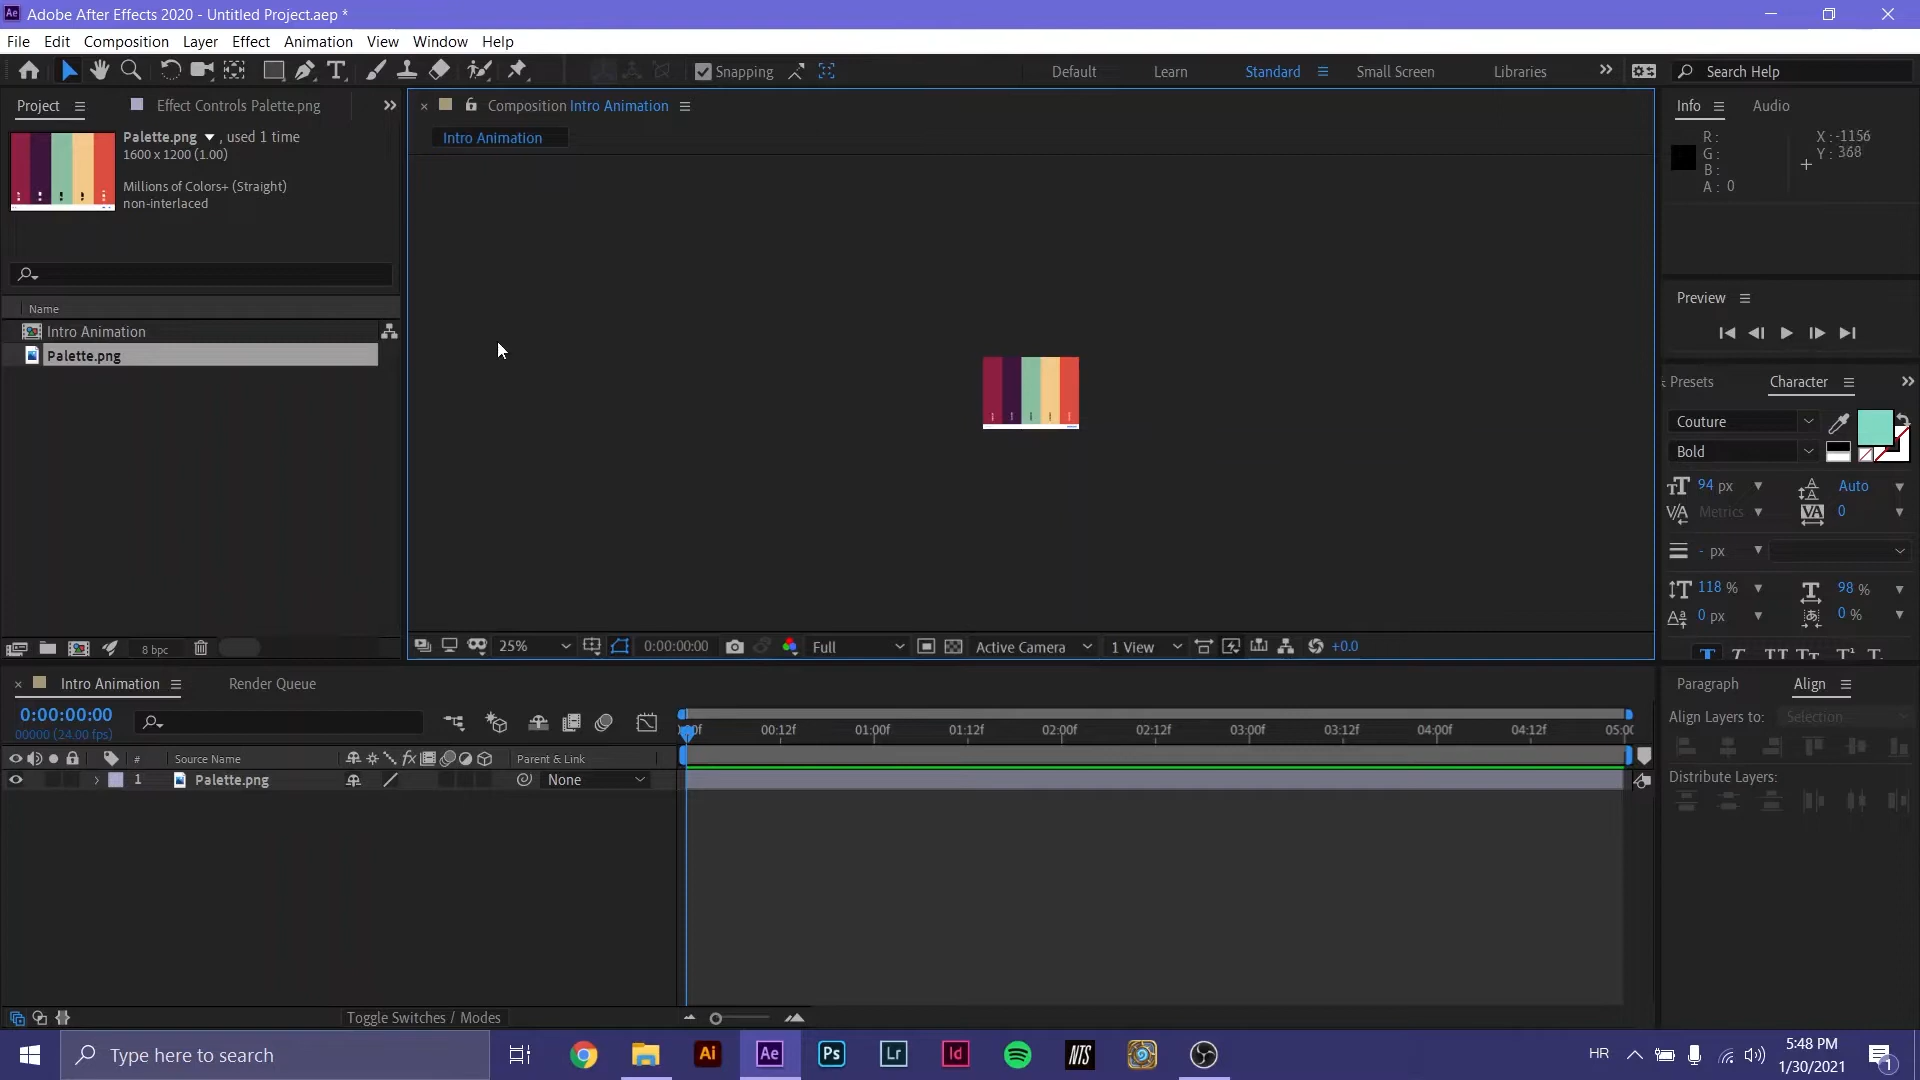 Adobe After Effects 2020 - Untitled Project.aep *
File Edit Composition Layer Effect Animation View Window Help
Snapping
Default Learn Standard Small Screen Libraries
Search Help
Project Effect Controls Palette.png
Composition Intro Animation
Info Audio
Intro Animation
Palette.png , used 1 time
1600 x 1200 (1.00)
Millions of Colors+ (Straight)
non-interlaced
R :
G :
B :
A : 0
X : -1156
Y : 368
Preview
Name
Intro Animation
Palette.png
Presets Character
Couture
Bold
94 px Auto
Metrics 0
- px
118 % 98 %
0 px 0 %
8 bpc
25% 0:00:00:00 Full Active Camera 1 View +0.0
Intro Animation Render Queue
Paragraph Align
0:00:00:00
00000 (24.00 fps)
Align Layers to: Selection
00:12f 01:00f 01:12f 02:00f 02:12f 03:00f 03:12f 04:00f 04:12f
# Source Name Parent & Link
Distribute Layers:
1 Palette.png None
Toggle Switches / Modes
Type here to search
Ai Ae Ps Lr Id NTS
HR
5:48 PM
1/30/2021
1